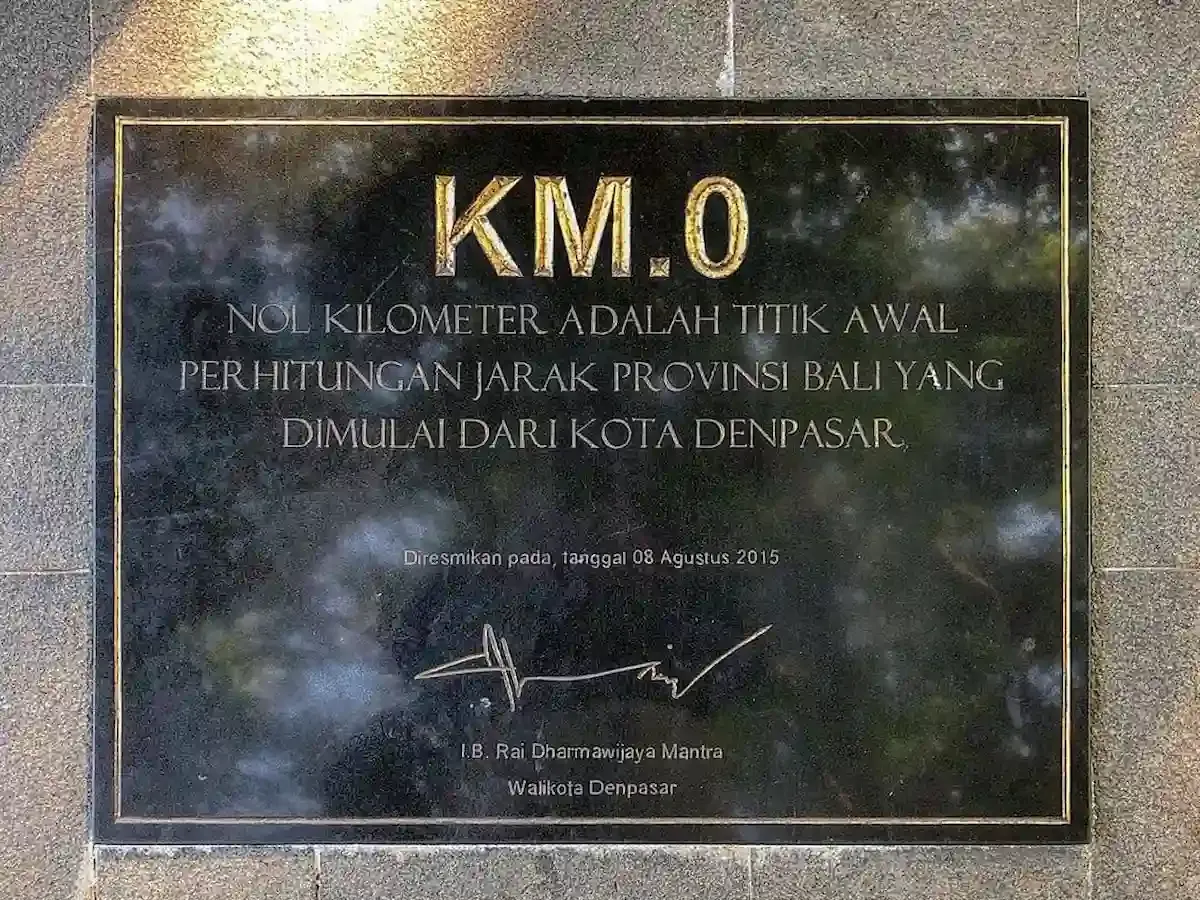 KM.0
NOL KILOMETER ADALAH TITIK AWAL
PERHITUNGAN JARAK PROVINSI BALI YANG
DIMULAI DARI KOTA DENPASAR,
Diresmikan pada, tanggal 08 Agustus 2015
I.B. Rai Dharmawijaya Mantra
Walikota Denpasar